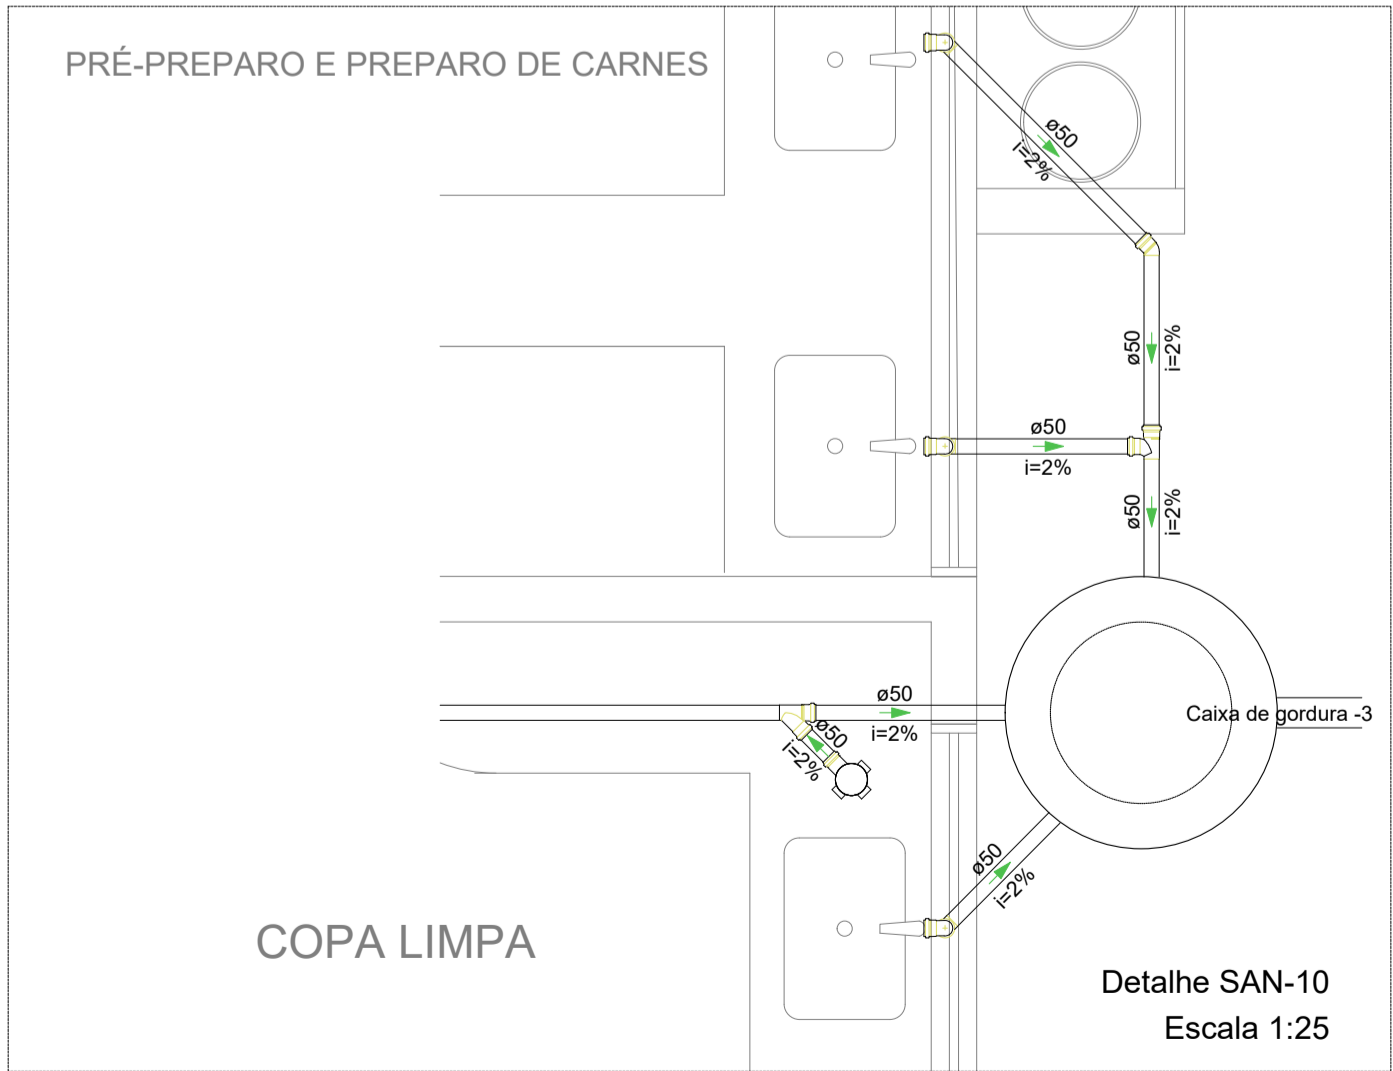 PRÉ-PREPARO E PREPARO DE CARNES
ø50
i=2%
ø50
i=2%
ø50
i=2%
ø50
i=2%
ø50
i=2%
ø50
i=2%
Caixa de gordura -3
ø50
i=2%
COPA LIMPA
Detalhe SAN-10
Escala 1:25